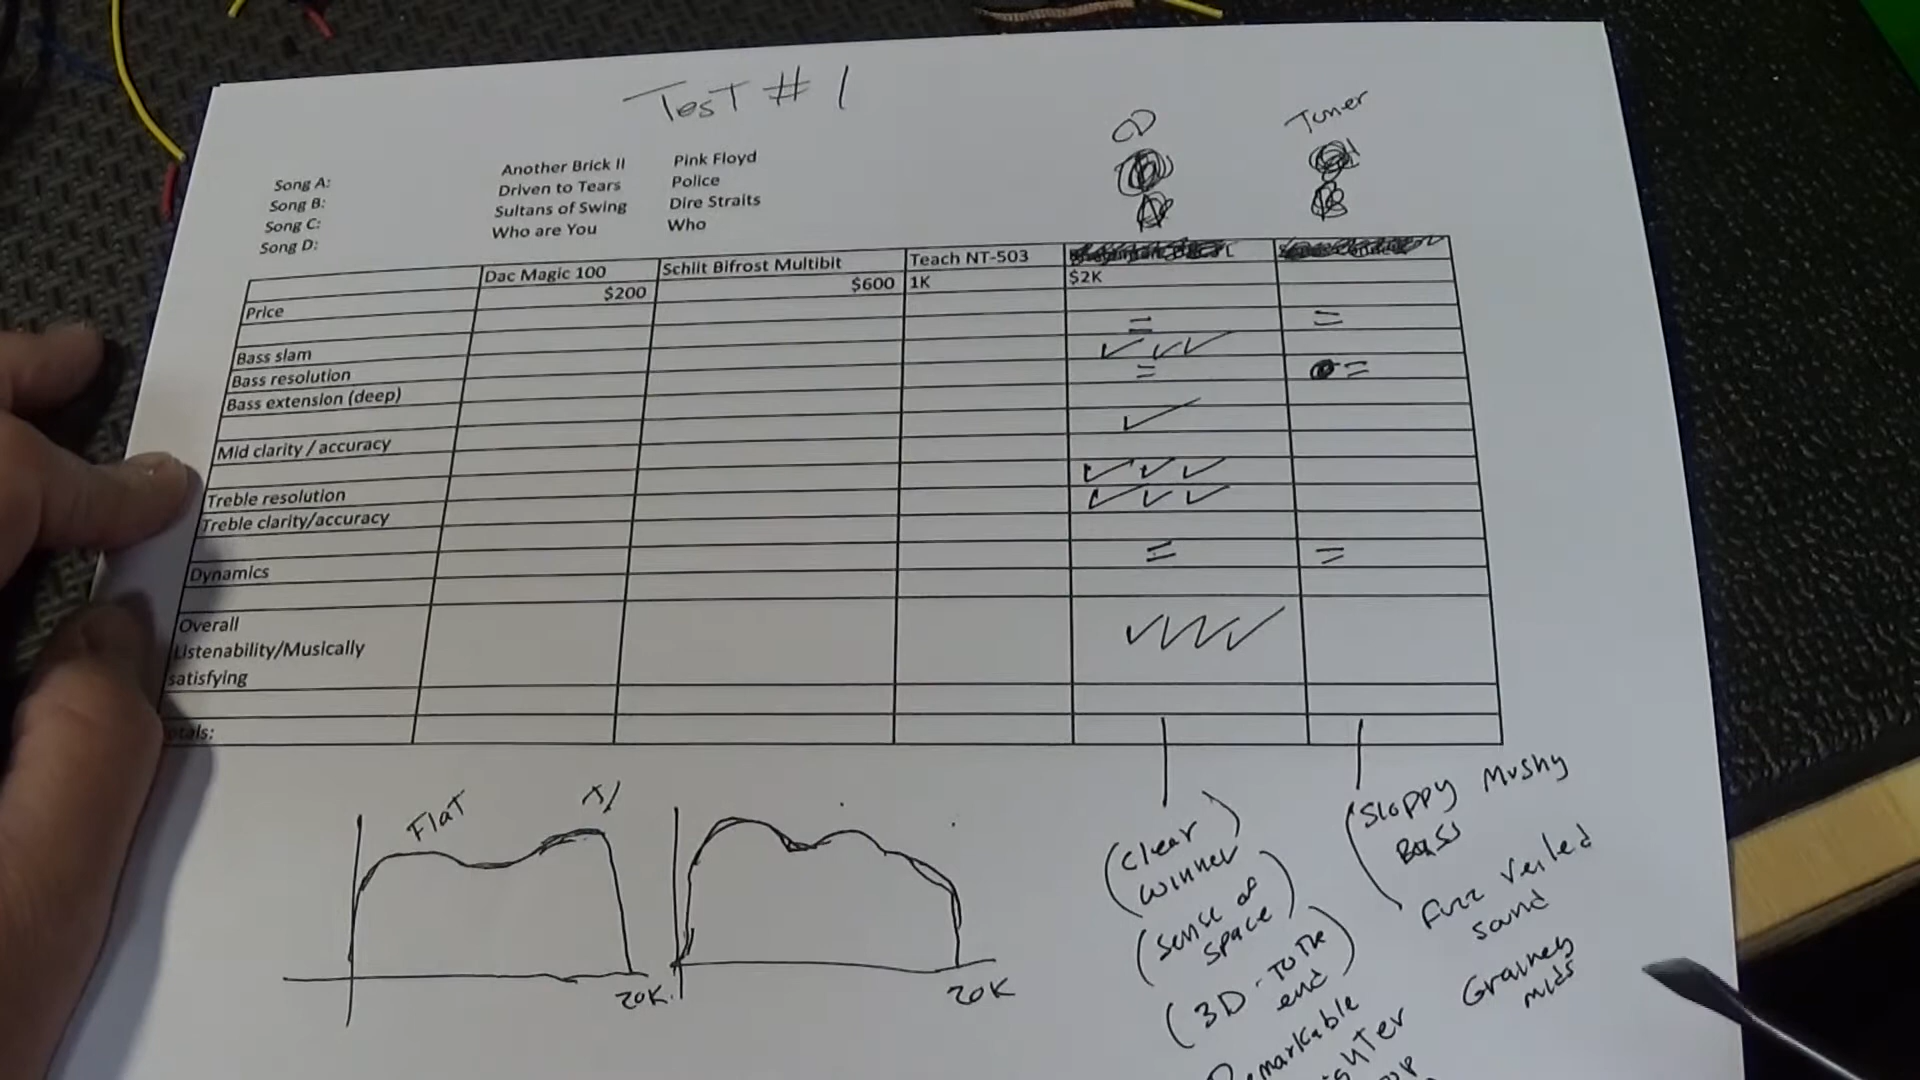 TesT # 1
CD
Tuner
Song A: Another Brick II Pink Floyd
Song B: Driven to Tears Police
Song C: Sultans of Swing Dire Straits
Song D: Who are You Who
Dac Magic 100 Schiit Bifrost Multibit Teach NT-503
Price $200 $600 1K $2K
Bass slam = =
Bass resolution ✓ ✓ ✓
Bass extension (deep) = =
Mid clarity / accuracy ✓
Treble resolution ✓ ✓ ✓
Treble clarity/accuracy ✓ ✓ ✓
Dynamics = =
Overall
Listenability/Musically
satisfying ✓ ✓ ✓ ✓
otals:
Flat
20K.
20K
(Clear
winner)
(Sense of
space)
(3D - To The
end)
Remarkable
Sloppy Mushy
Bass
Fuzz Veiled
Sound
Grainey
mids